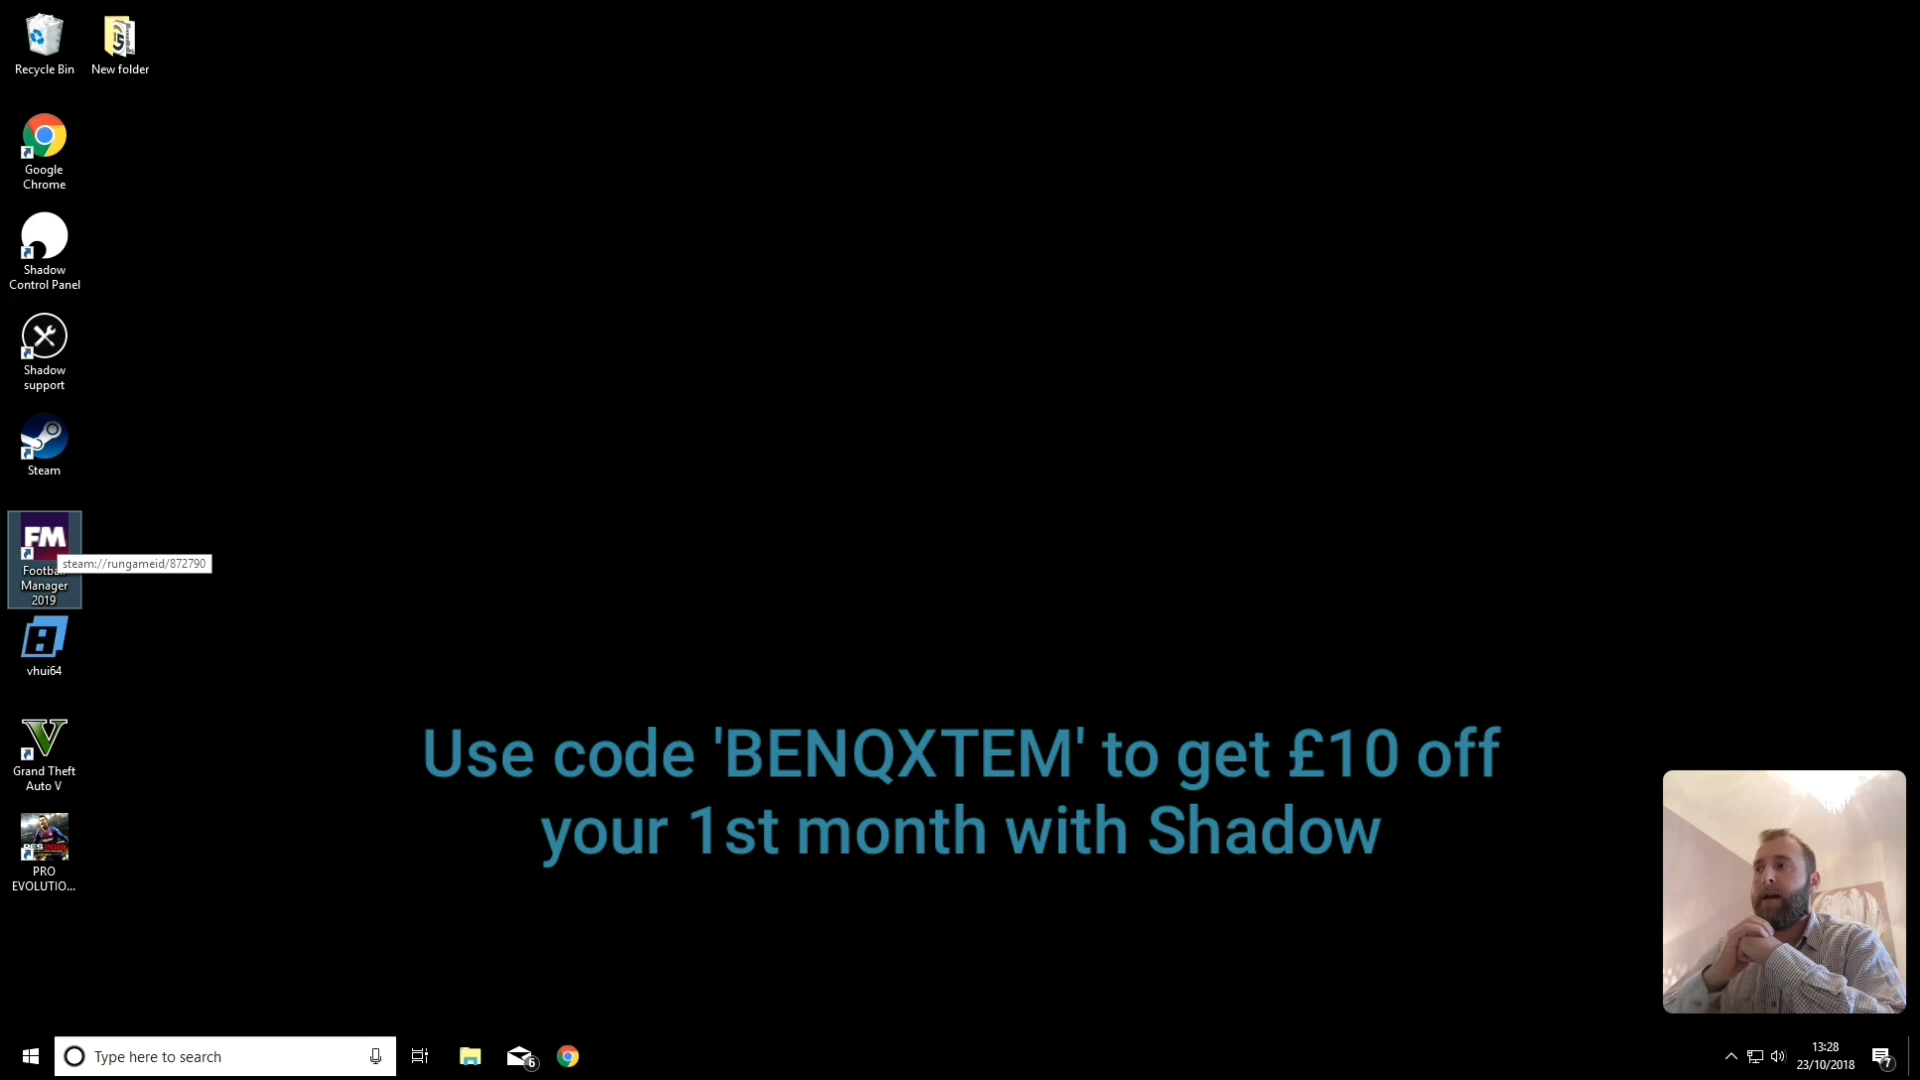 Recycle Bin
New folder
Google
Chrome
Shadow
Control Panel
Shadow
support
Steam
FM
steam://rungameid/872790
Manager
2019
vhui64
Grand Theft
Auto V
PRO
EVOLUTIO...
Use code 'BENQXTEM' to get £10 off
your 1st month with Shadow
Type here to search
6
13:28
23/10/2018
7